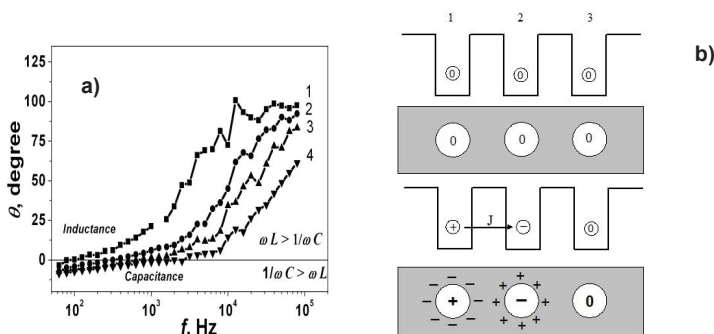 a)
125
100
75
50
25
0
θ, degree
1
2
3
4
Inductance
Capacitance
ωL > 1/ωC
1/ωC > ωL
10²
10³
10⁴
10⁵
f, Hz
b)
1 2 3
0 0 0
0 0 0
+ J − 0
− − − + + +
− + − + − + 0
− − − + + +